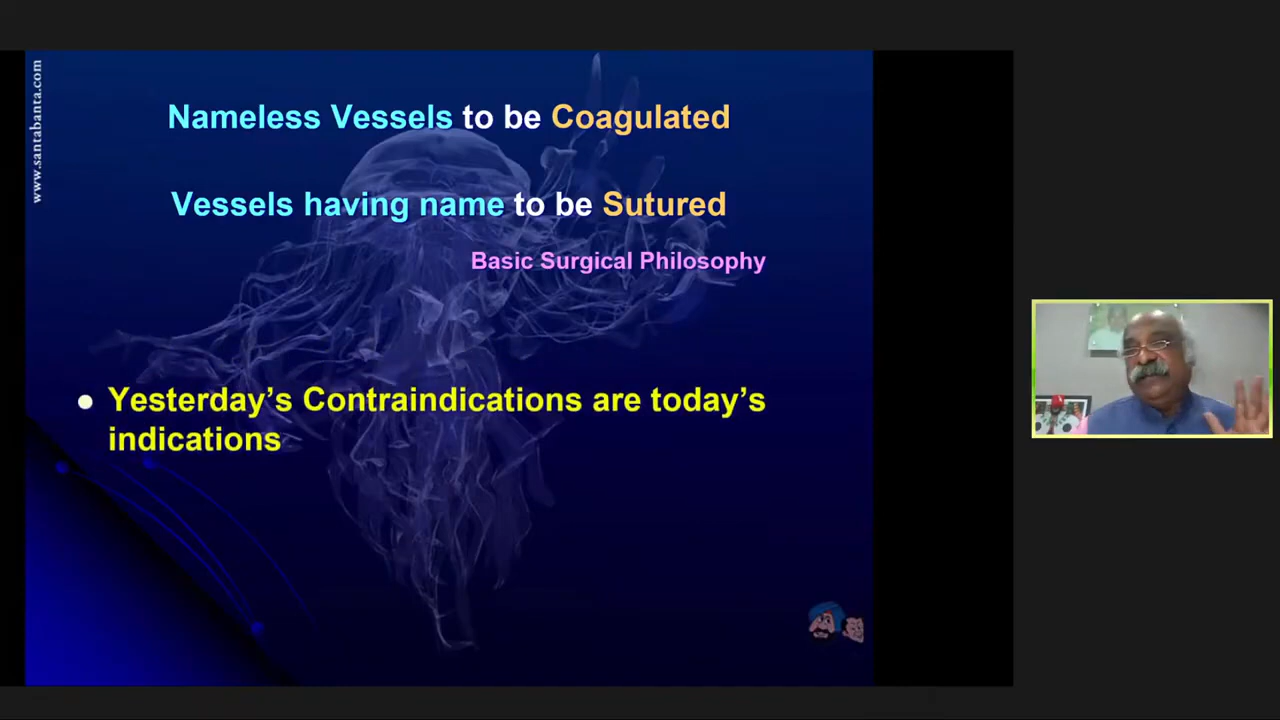 www.santabanta.com
Nameless Vessels to be Coagulated
Vessels having name to be Sutured
Basic Surgical Philosophy
Yesterday’s Contraindications are today’s
indications